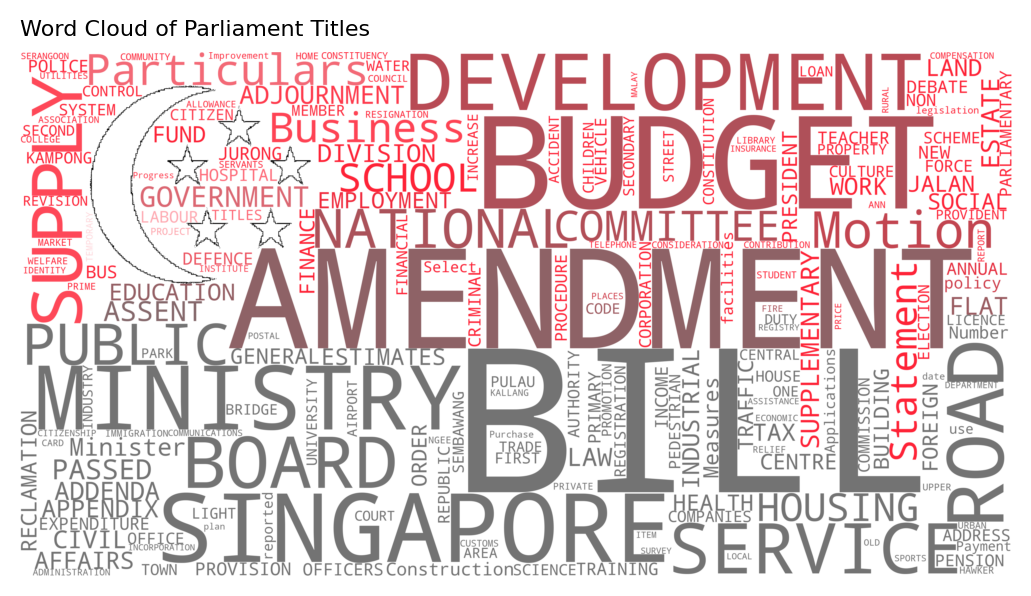 Word Cloud of Parliament Titles
SERANGOON COMMUNITY Improvement HOME CONSTITUENCY COMPENSATION
POLICE Particulars WATER DEVELOPMENT LOAN LAND
UTILITIES COUNCIL MALAY RURAL DEBATE
CONTROL ADJOURNMENT NON
SUPPLY SYSTEM ALLOWANCE MEMBER RESIGNATION legislation PARLIAMENTARY
ASSOCIATION CITIZEN BUDGET ESTATE
SECOND FUND Business INCREASE ACCIDENT CHILDREN VEHICLE SECONDARY STREET CONSTITUTION LIBRARY TEACHER SCHEME
COLLEGE INSURANCE PROPERTY
KAMPONG JURONG DIVISION PRESIDENT NEW
SERVANTS SCHOOL CULTURE FORCE
Progress HOSPITAL WORK JALAN
REVISION GOVERNMENT EMPLOYMENT ANN SOCIAL
LABOUR TITLES NATIONAL COMMITTEE Motion PROVIDENT
TEMPORARY PROJECT
MARKET FINANCE FINANCIAL TELEPHONE CONSIDERATION CONTRIBUTION REPORT
WELFARE DEFENCE AMENDMENT
IDENTITY BUS INSTITUTE Select CRIMINAL PROCEDURE CORPORATION facilities STUDENT SUPPLEMENTARY Statement ANNUAL
PRIME policy
EDUCATION PLACES
ASSENT CODE FIRE PRICE ELECTION FLAT
DUTY LICENCE
PUBLIC POSTAL REGISTRY Number
PARK GENERAL ESTIMATES BILL CENTRAL ROAD
MINISTRY INDUSTRY UNIVERSITY AIRPORT PULAU AUTHORITY PRIMARY PROMOTION REGISTRATION INCOME PEDESTRIAN INDUSTRIAL Measures TRAFFIC HOUSE Applications COMMISSION BUILDING FOREIGN date
KALLANG ONE DEPARTMENT
BRIDGE ASSISTANCE
CITIZENSHIP IMMIGRATION COMMUNICATIONS ORDER REPUBLIC NGEE SEMBAWANG Purchase ECONOMIC use
CARD Minister BOARD TRADE TAX
RECLAMATION PASSED FIRST LAW RELIEF
CENTRE
ADDENDA PRIVATE UPPER
APPENDIX SINGAPORE HEALTH HOUSING
EXPENDITURE reported LIGHT COURT COMPANIES
plan SERVICE URBAN
CIVIL OFFICE CUSTOMS ITEM ADDRESS
INCORPORATION AREA SURVEY OLD Payment
AFFAIRS LOCAL SPORTS PENSION
ADMINISTRATION TOWN PROVISION OFFICERS Construction SCIENCE TRAINING HAWKER